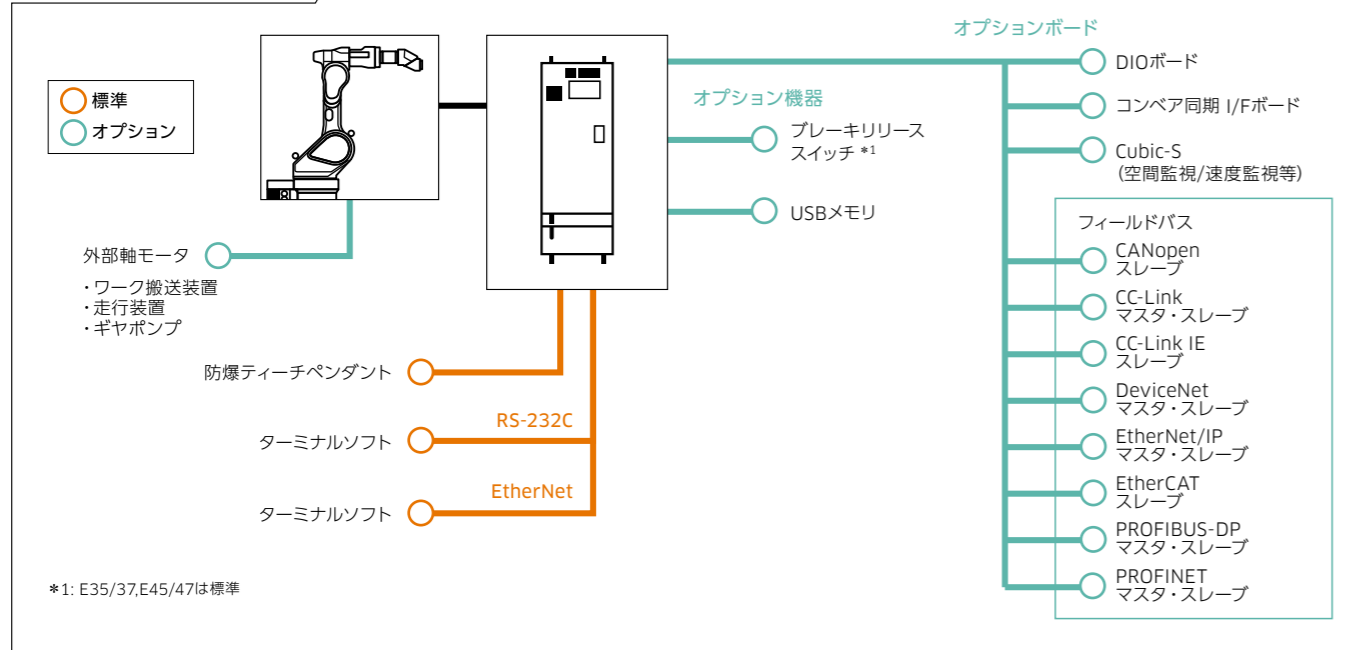 標準
オプション
外部軸モータ
・ワーク搬送装置
・走行装置
・ギヤポンプ
防爆ティーチペンダント
RS-232C
ターミナルソフト
EtherNet
ターミナルソフト
オプション機器
ブレーキリリース
スイッチ *1
USBメモリ
オプションボード
DIOボード
コンベア同期 I/Fボード
Cubic-S
(空間監視/速度監視等)
フィールドバス
CANopen
スレーブ
CC-Link
マスタ・スレーブ
CC-Link IE
スレーブ
DeviceNet
マスタ・スレーブ
EtherNet/IP
マスタ・スレーブ
EtherCAT
スレーブ
PROFIBUS-DP
マスタ・スレーブ
PROFINET
マスタ・スレーブ
*1: E35/37,E45/47は標準